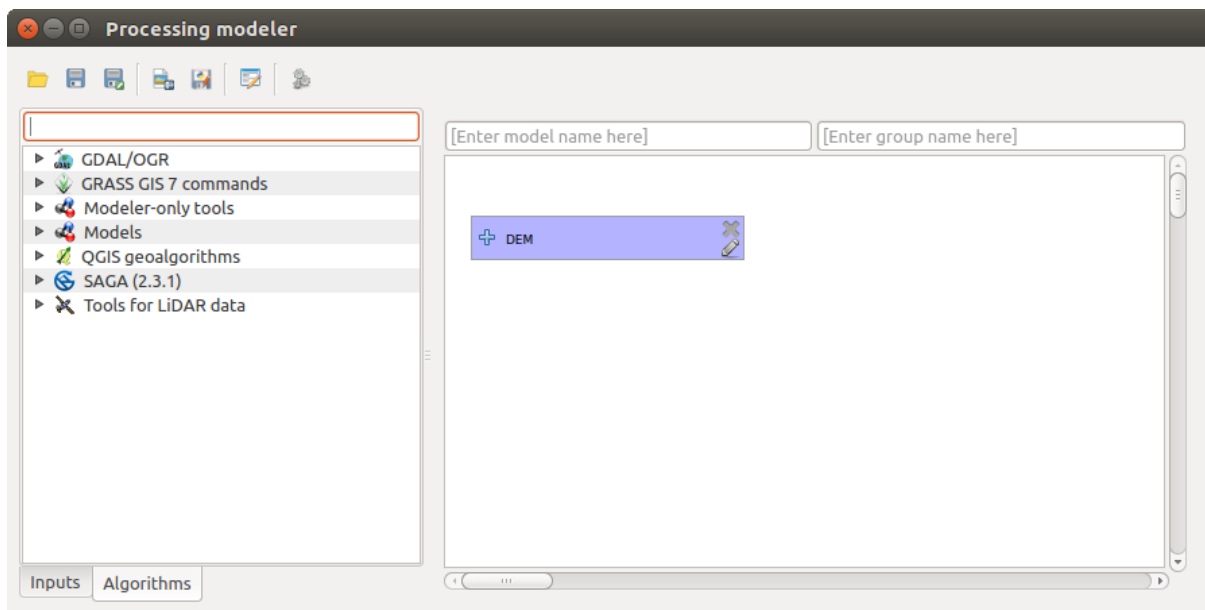 Processing modeler
[Enter model name here]
[Enter group name here]
GDAL/OGR
GRASS GIS 7 commands
Modeler-only tools
Models
QGIS geoalgorithms
SAGA (2.3.1)
Tools for LiDAR data
DEM
Inputs
Algorithms